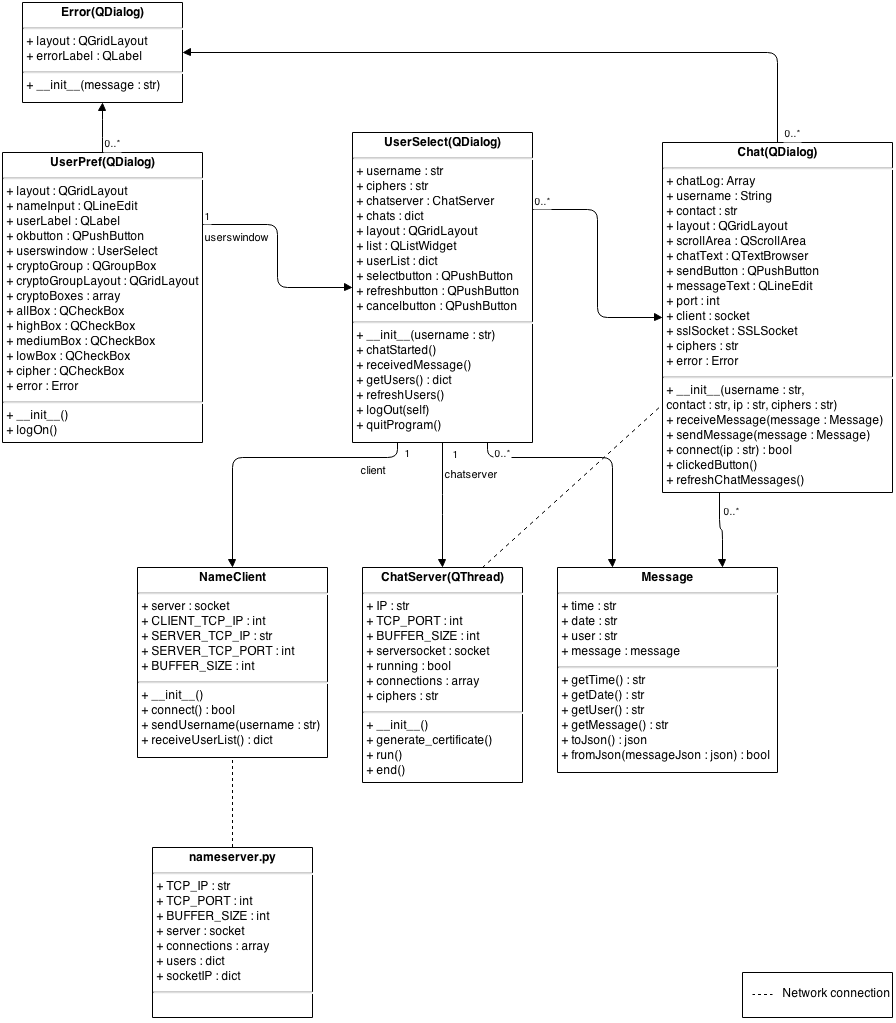 Error(QDialog)
+ layout : QGridLayout
+ errorLabel : QLabel
+ __init__(message : str)
0..*
0..*
UserPref(QDialog)
+ layout : QGridLayout
+ nameInput : QLineEdit
+ userLabel : QLabel
+ okbutton : QPushButton
+ userswindow : UserSelect
+ cryptoGroup : QGroupBox
+ cryptoGroupLayout : QGridLayout
+ cryptoBoxes : array
+ allBox : QCheckBox
+ highBox : QCheckBox
+ mediumBox : QCheckBox
+ lowBox : QCheckBox
+ cipher : QCheckBox
+ error : Error
+ __init__()
+ logOn()
1
userswindow
UserSelect(QDialog)
+ username : str
+ ciphers : str
+ chatserver : ChatServer
+ chats : dict
+ layout : QGridLayout
+ list : QListWidget
+ userList : dict
+ selectbutton : QPushButton
+ refreshbutton : QPushButton
+ cancelbutton : QPushButton
+ __init__(username : str)
+ chatStarted()
+ receivedMessage()
+ getUsers() : dict
+ refreshUsers()
+ logOut(self)
+ quitProgram()
0..*
Chat(QDialog)
+ chatLog: Array
+ username : String
+ contact : str
+ layout : QGridLayout
+ scrollArea : QScrollArea
+ chatText : QTextBrowser
+ sendButton : QPushButton
+ messageText : QLineEdit
+ port : int
+ client : socket
+ sslSocket : SSLSocket
+ ciphers : str
+ error : Error
+ __init__(username : str,
contact : str, ip : str, ciphers : str)
+ receiveMessage(message : Message)
+ sendMessage(message : Message)
+ connect(ip : str) : bool
+ clickedButton()
+ refreshChatMessages()
1
client
1
chatserver
0..*
0..*
NameClient
+ server : socket
+ CLIENT_TCP_IP : int
+ SERVER_TCP_IP : str
+ SERVER_TCP_PORT : int
+ BUFFER_SIZE : int
+ __init__()
+ connect() : bool
+ sendUsername(username : str)
+ receiveUserList() : dict
ChatServer(QThread)
+ IP : str
+ TCP_PORT : int
+ BUFFER_SIZE : int
+ serversocket : socket
+ running : bool
+ connections : array
+ ciphers : str
+ __init__()
+ generate_certificate()
+ run()
+ end()
Message
+ time : str
+ date : str
+ user : str
+ message : message
+ getTime() : str
+ getDate() : str
+ getUser() : str
+ getMessage() : str
+ toJson() : json
+ fromJson(messageJson : json) : bool
nameserver.py
+ TCP_IP : str
+ TCP_PORT : int
+ BUFFER_SIZE : int
+ server : socket
+ connections : array
+ users : dict
+ socketIP : dict
Network connection